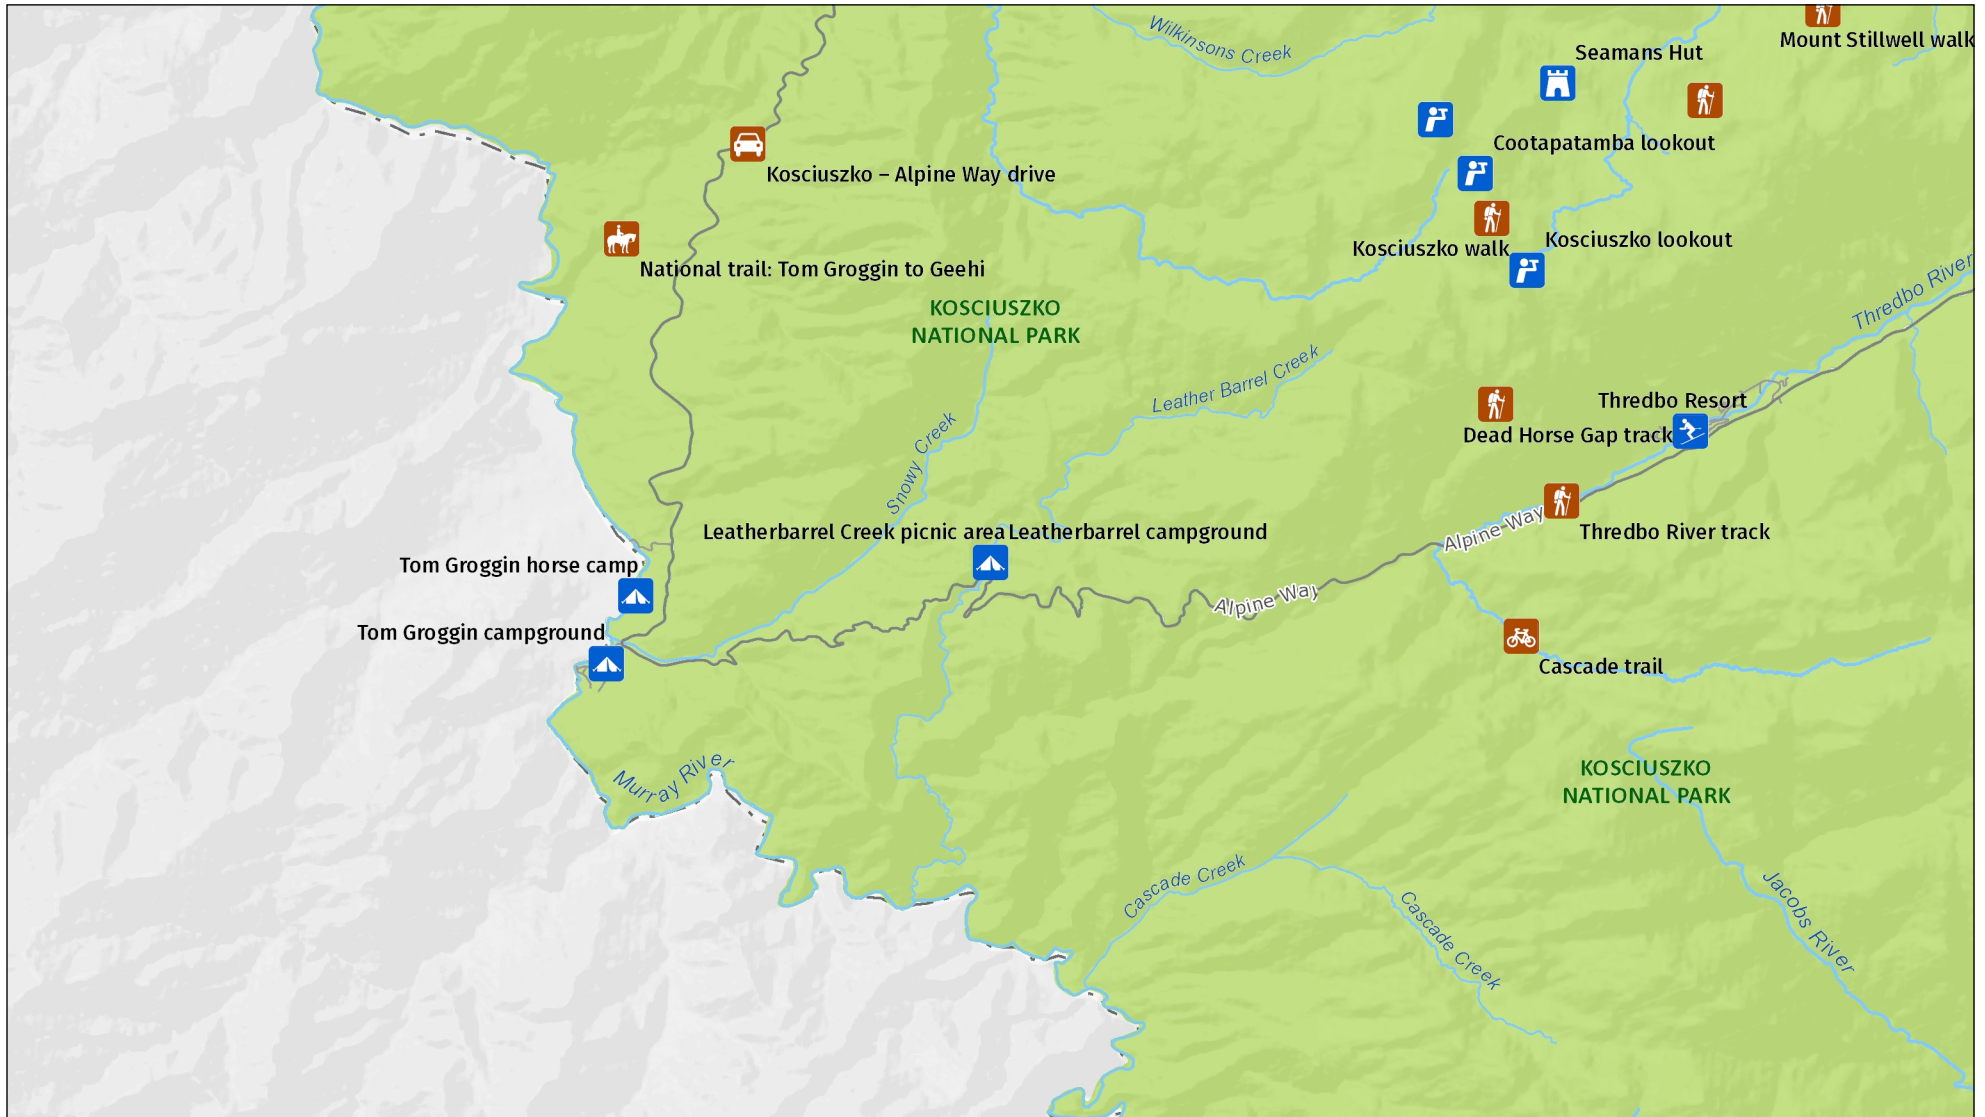 Wilkinsons Creek
Mount Stillwell walk
Seamans Hut
Cootapatamba lookout
Kosciuszko – Alpine Way drive
Kosciuszko lookout
Kosciuszko walk
National trail: Tom Groggin to Geehi
Thredbo River
KOSCIUSZKO
NATIONAL PARK
Leather Barrel Creek
Thredbo Resort
Dead Horse Gap track
Snowy Creek
Alpine Way
Leatherbarrel Creek picnic area
Leatherbarrel campground
Thredbo River track
Tom Groggin horse camp
Alpine Way
Tom Groggin campground
Cascade trail
Murray River
KOSCIUSZKO
NATIONAL PARK
Cascade Creek
Cascade Creek
Jacobs River